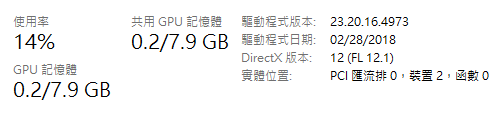 使用率
14%
共用 GPU 記憶體
0.2/7.9 GB
GPU 記憶體
0.2/7.9 GB
驅動程式版本: 23.20.16.4973
驅動程式日期: 02/28/2018
DirectX 版本: 12 (FL 12.1)
實體位置: PCI 匯流排 0，裝置 2，函數 0